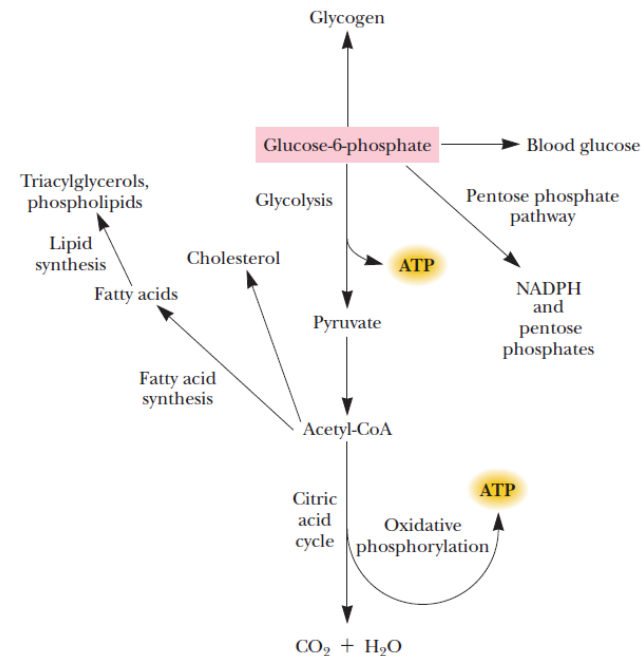 Glycogen
Glucose-6-phosphate
Blood glucose
Triacylglycerols,
phospholipids
Glycolysis
Pentose phosphate
pathway
Lipid
synthesis
Cholesterol
ATP
Fatty acids
NADPH
and
pentose
phosphates
Pyruvate
Fatty acid
synthesis
Acetyl-CoA
Citric
acid
cycle
ATP
Oxidative
phosphorylation
CO₂ + H₂O